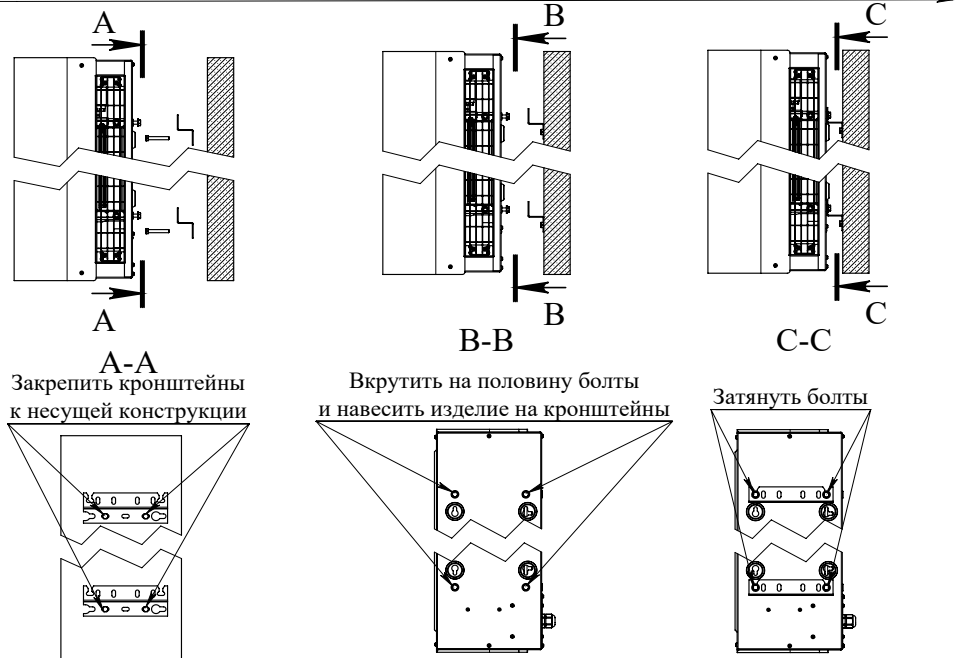 A
B
C
A
B
C
A-A
B-B
C-C
Закрепить кронштейны
к несущей конструкции
Вкрутить на половину болты
и навесить изделие на кронштейны
Затянуть болты